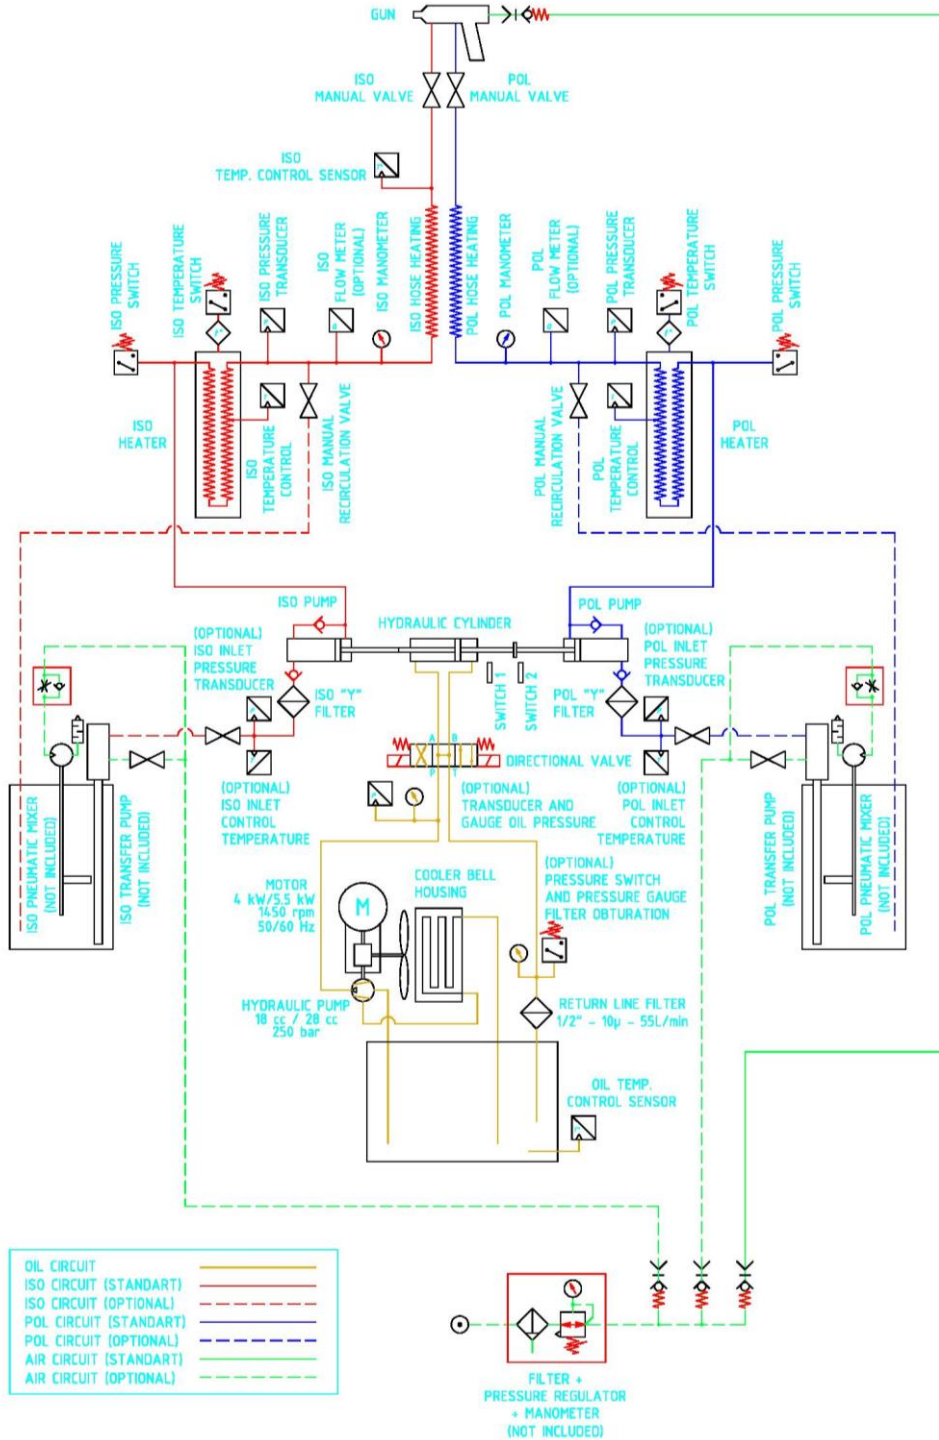 GUN
ISO
MANUAL VALVE
POL
MANUAL VALVE
ISO
TEMP. CONTROL SENSOR
ISO PRESSURE
SWITCH
ISO TEMPERATURE
SWITCH
ISO PRESSURE
TRANSDUCER
ISO
FLOW METER
(OPTIONAL)
ISO MANOMETER
ISO HOSE HEATING
POL HOSE HEATING
POL MANOMETER
POL
FLOW METER
(OPTIONAL)
POL PRESSURE
TRANSDUCER
POL TEMPERATURE
SWITCH
POL PRESSURE
SWITCH
ISO
HEATER
ISO
TEMPERATURE
CONTROL
ISO MANUAL
RECIRCULATION VALVE
POL MANUAL
RECIRCULATION VALVE
POL
TEMPERATURE
CONTROL
POL
HEATER
ISO PUMP
HYDRAULIC CYLINDER
POL PUMP
(OPTIONAL)
ISO INLET
PRESSURE
TRANSDUCER
ISO "Y"
FILTER
SWITCH 1
SWITCH 2
POL "Y"
FILTER
(OPTIONAL)
POL INLET
PRESSURE
TRANSDUCER
A B
P T
DIRECTIONAL VALVE
(OPTIONAL)
ISO INLET
CONTROL
TEMPERATURE
(OPTIONAL)
TRANSDUCER AND
GAUGE OIL PRESSURE
(OPTIONAL)
POL INLET
CONTROL
TEMPERATURE
ISO PNEUMATIC MIXER
(NOT INCLUDED)
ISO TRANSFER PUMP
(NOT INCLUDED)
MOTOR
4 kW/5,5 kW
1450 rpm
50/60 Hz
M
COOLER BELL
HOUSING
(OPTIONAL)
PRESSURE SWITCH
AND PRESSURE GAUGE
FILTER OBTURATION
POL TRANSFER PUMP
(NOT INCLUDED)
POL PNEUMATIC MIXER
(NOT INCLUDED)
HYDRAULIC PUMP
18 cc / 28 cc
250 bar
RETURN LINE FILTER
1/2" - 10µ - 55L/min
OIL TEMP.
CONTROL SENSOR
OIL CIRCUIT
ISO CIRCUIT (STANDART)
ISO CIRCUIT (OPTIONAL)
POL CIRCUIT (STANDART)
POL CIRCUIT (OPTIONAL)
AIR CIRCUIT (STANDART)
AIR CIRCUIT (OPTIONAL)
FILTER +
PRESSURE REGULATOR
+ MANOMETER
(NOT INCLUDED)